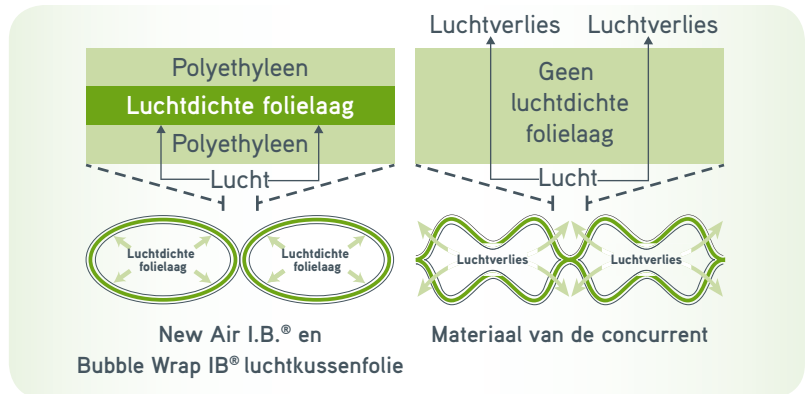 Polyethyleen
Luchtdichte folielaag
Polyethyleen
Lucht
Luchtdichte
folielaag
Luchtdichte
folielaag
New Air I.B.® en
Bubble Wrap IB® luchtkussenfolie
Luchtverlies
Luchtverlies
Geen
luchtdichte
folielaag
Lucht
Luchtverlies
Luchtverlies
Materiaal van de concurrent